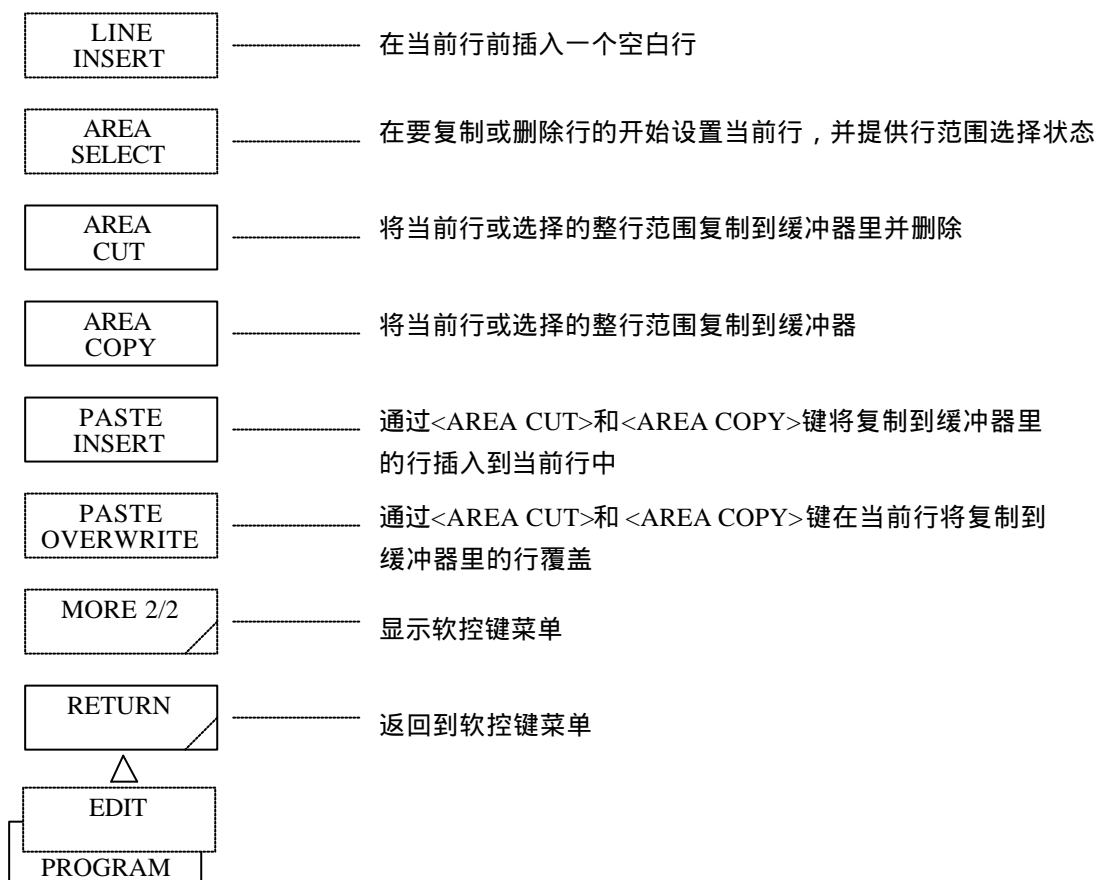 LINE
INSERT
在当前行前插入一个空白行
AREA
SELECT
在要复制或删除行的开始设置当前行，并提供行范围选择状态
AREA
CUT
将当前行或选择的整行范围复制到缓冲器里并删除
AREA
COPY
将当前行或选择的整行范围复制到缓冲器
PASTE
INSERT
通过<AREA CUT>和<AREA COPY>键将复制到缓冲器里
的行插入到当前行中
PASTE
OVERWRITE
通过<AREA CUT>和<AREA COPY>键在当前行将复制到
缓冲器里的行覆盖
MORE 2/2
显示软控键菜单
RETURN
返回到软控键菜单
EDIT
PROGRAM